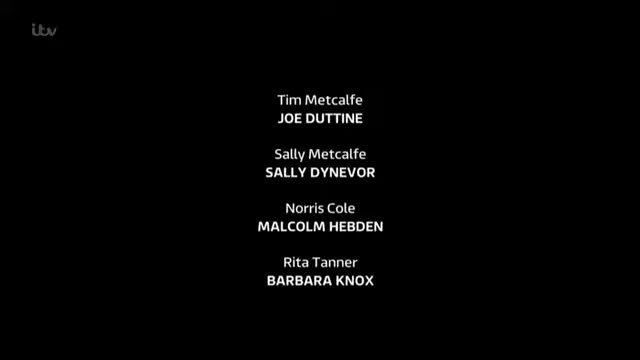 itv
Tim Metcalfe
JOE DUTTINE
Sally Metcalfe
SALLY DYNEVOR
Norris Cole
MALCOLM HEBDEN
Rita Tanner
BARBARA KNOX